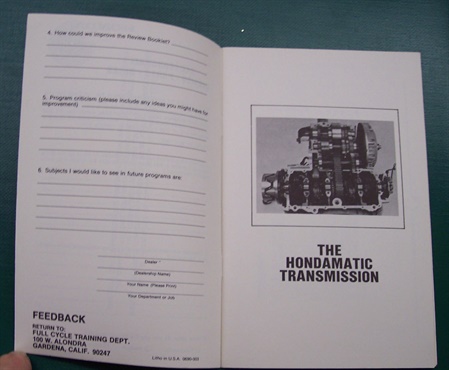 4. How could we improve the Review Booklet?
5. Program criticism (please include any ideas you might have for
improvement)
6. Subjects I would like to see in future programs are:
Dealer
(Dealership Name)
Your Name (Please Print)
Your Department or Job
FEEDBACK
RETURN TO:
FULL CYCLE TRAINING DEPT.
100 W. ALONDRA
GARDENA, CALIF. 90247
Litho in U.S.A.
THE
HONDAMATIC
TRANSMISSION